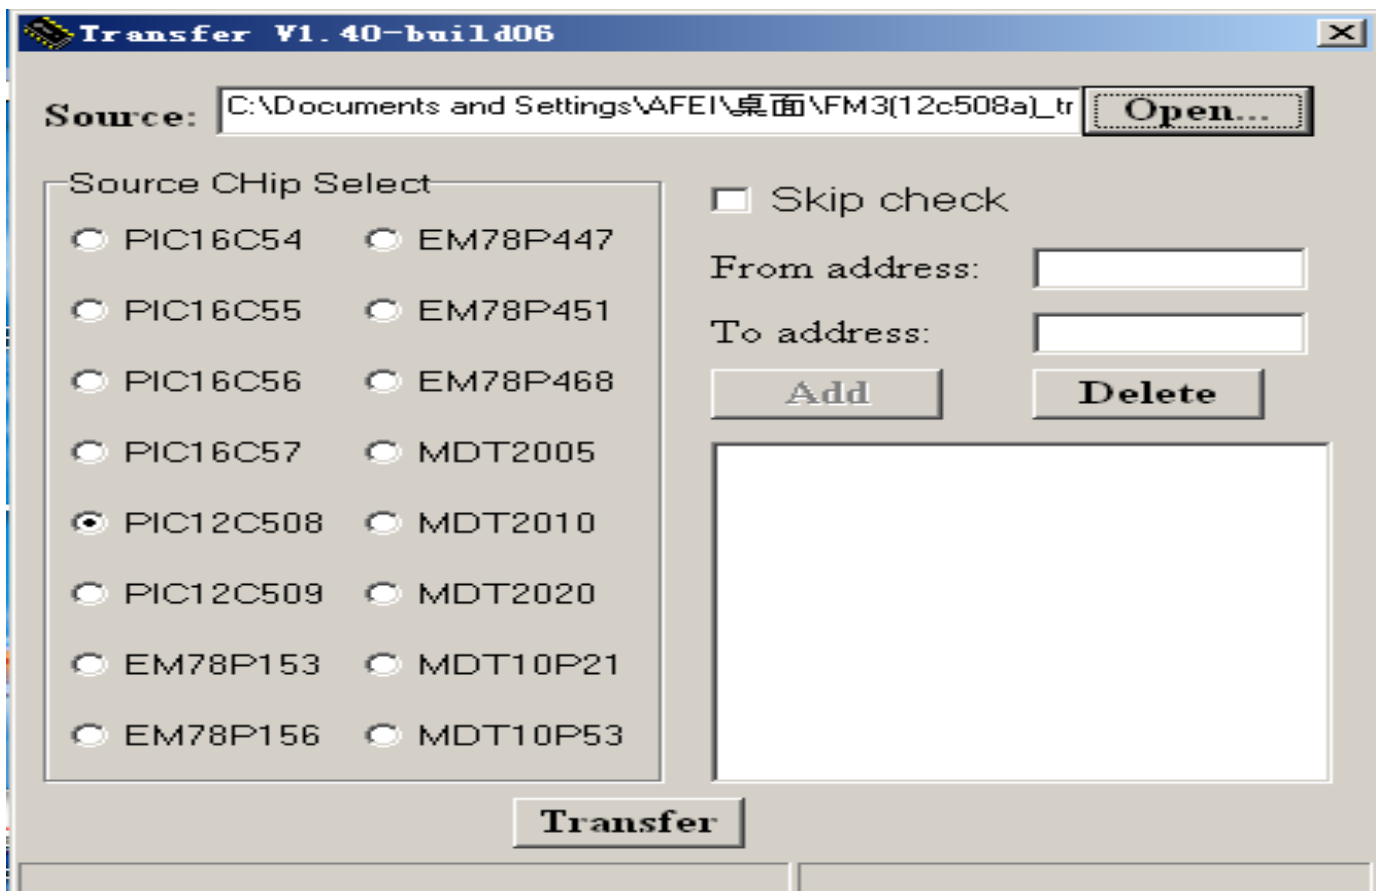 Transfer V1.40-build06
Source: C:\Documents and Settings\AFEI\桌面\FM3(12c508a)_tr Open...
Source CHip Select
PIC16C54 EM78P447
PIC16C55 EM78P451
PIC16C56 EM78P468
PIC16C57 MDT2005
PIC12C508 MDT2010
PIC12C509 MDT2020
EM78P153 MDT10P21
EM78P156 MDT10P53
Skip check
From address:
To address:
Add Delete
Transfer